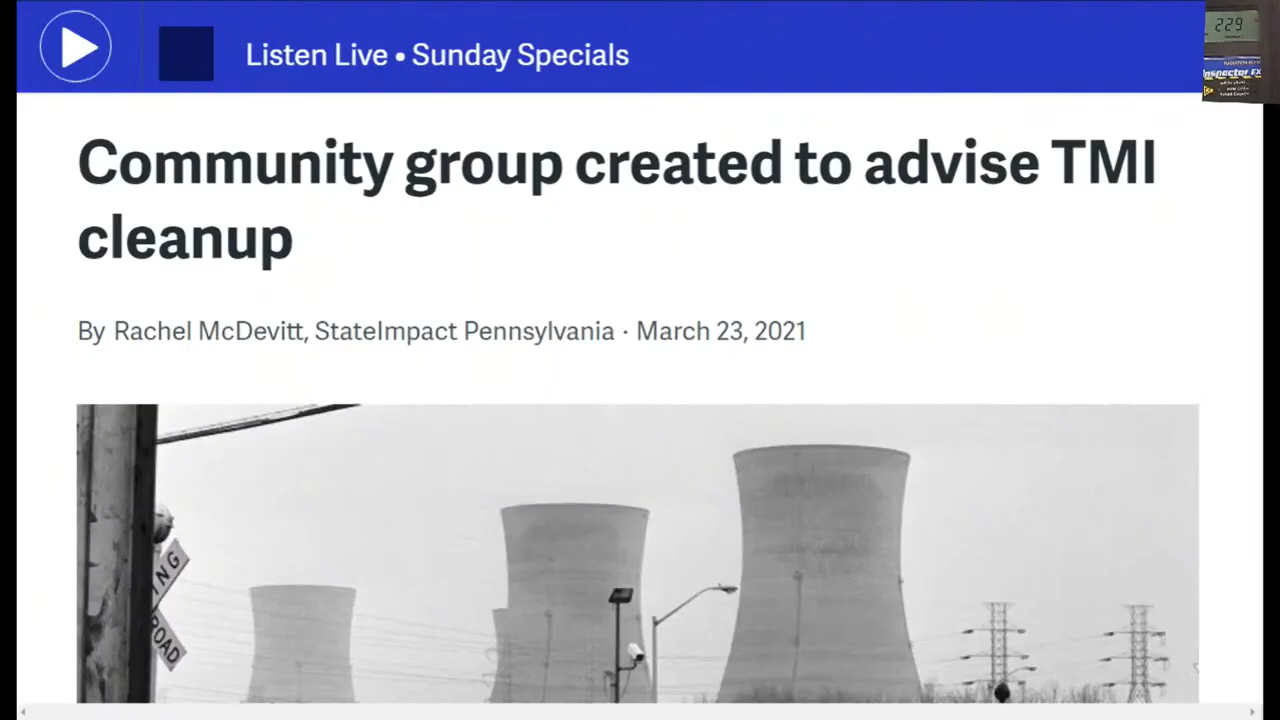 Listen Live • Sunday Specials
229
Inspector EX
Community group created to advise TMI
cleanup
By Rachel McDevitt, StateImpact Pennsylvania · March 23, 2021
ING
ROAD